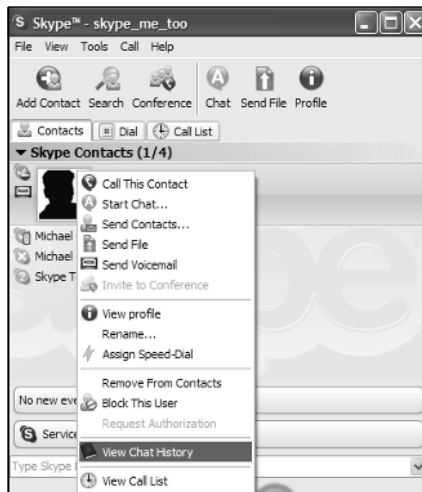 Skype™ - skype_me_too
File View Tools Call Help
Add Contact Search Conference Chat Send File Profile
Contacts Dial Call List
Skype Contacts (1/4)
Call This Contact
Start Chat...
Send Contacts...
Michael
Send File
Michael
Send Voicemail
Skype T
Invite to Conference
View profile
Rename...
Assign Speed-Dial
Remove From Contacts
No new eve
Block This User
Request Authorization
Service
View Chat History
Type Skype
View Call List